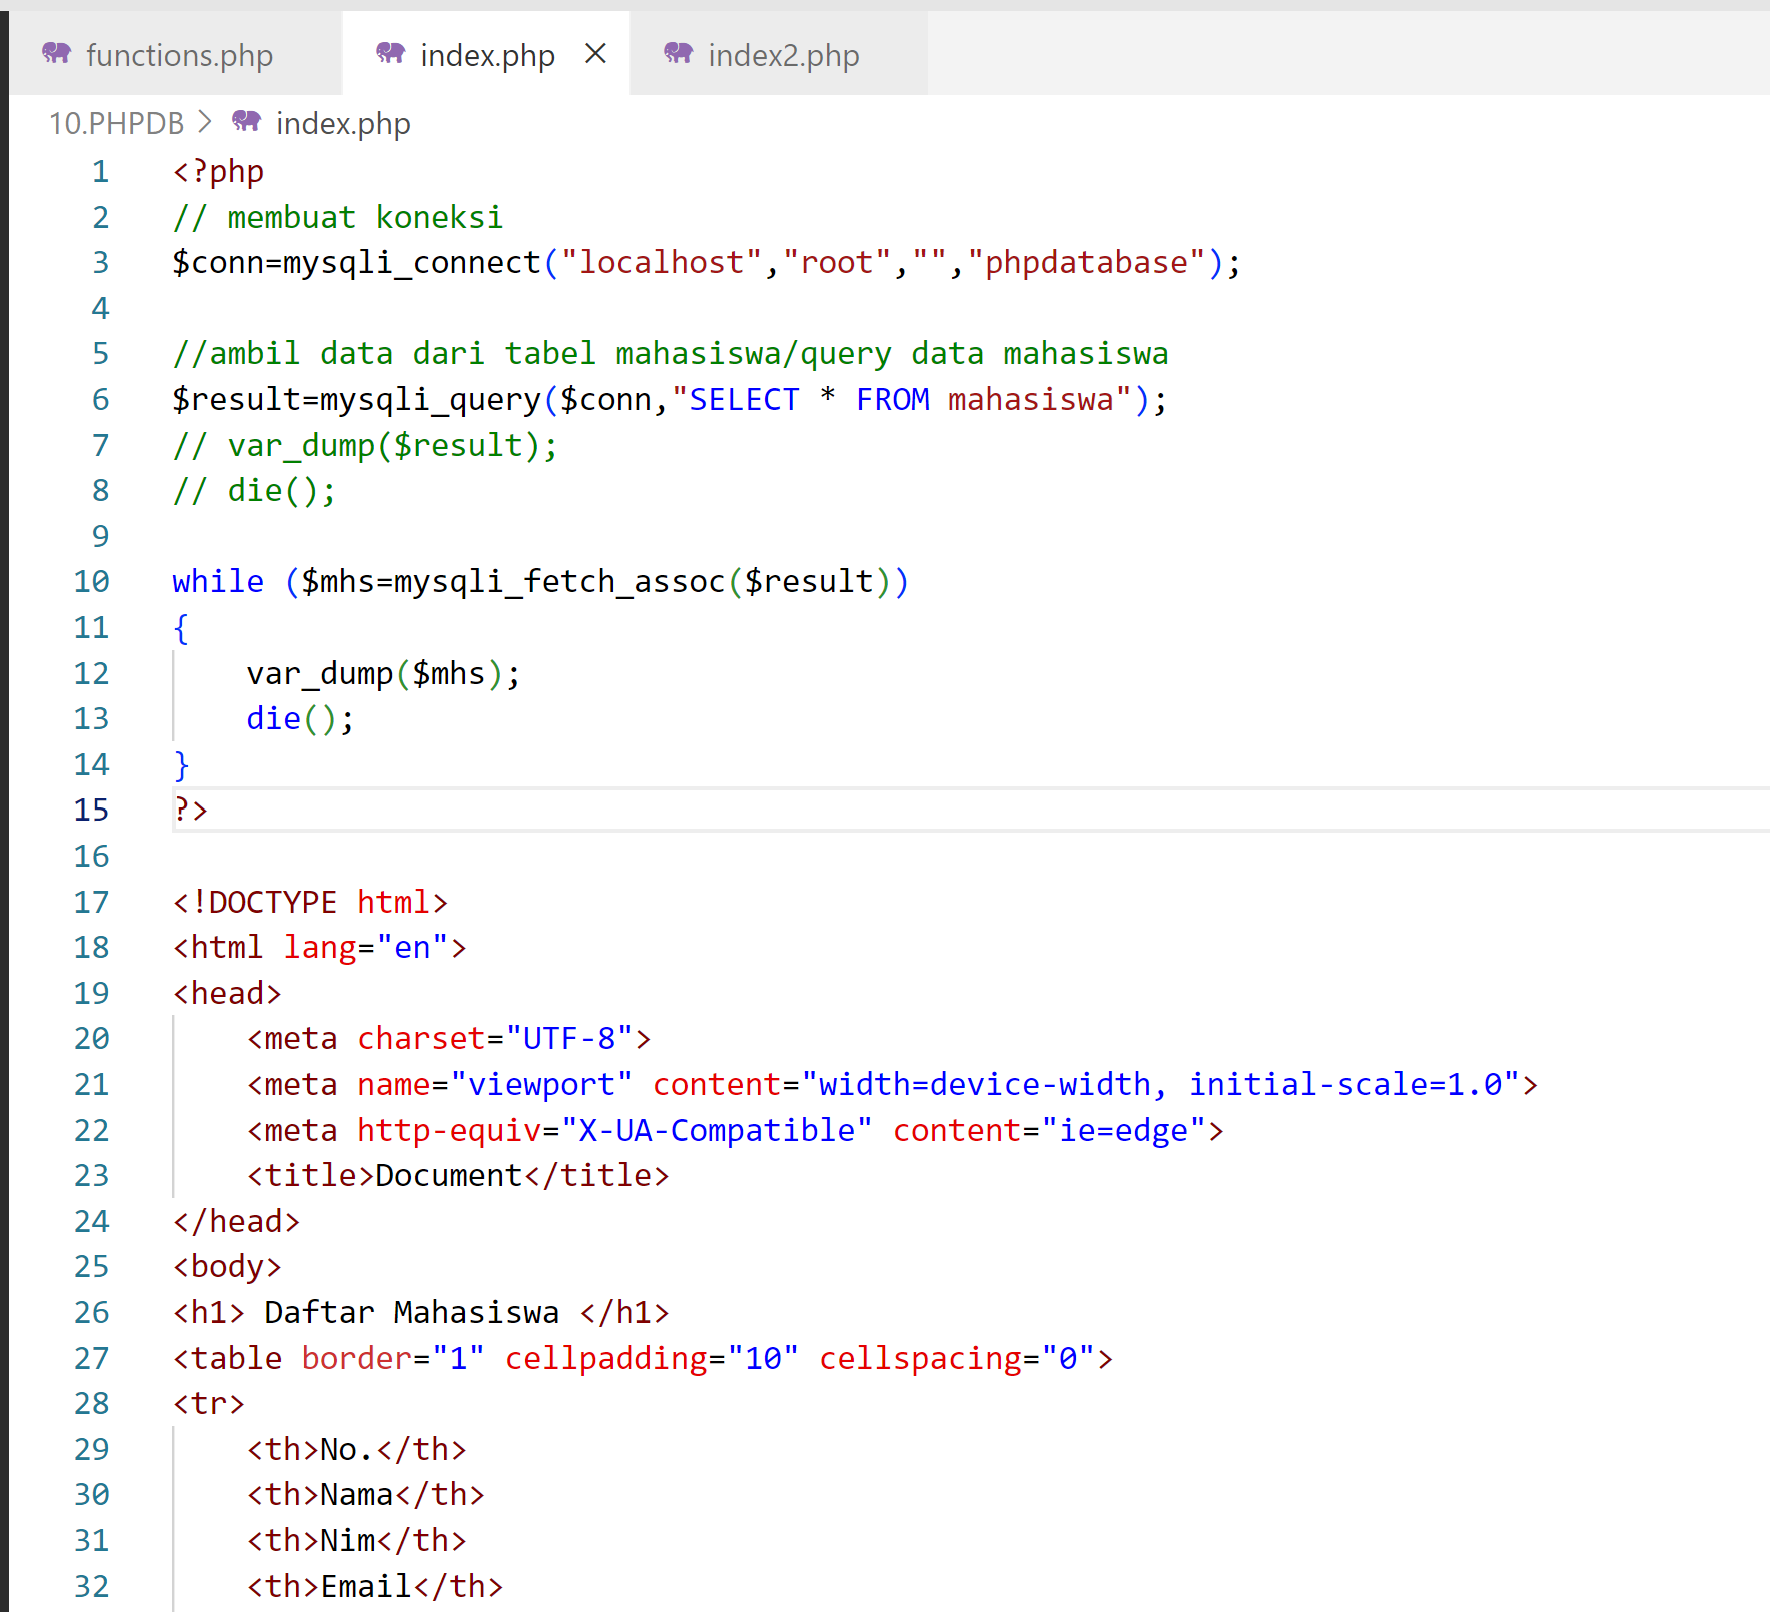 functions.php index.php index2.php
10.PHPDB > index.php
1 <?php
2 // membuat koneksi
3 $conn=mysqli_connect("localhost","root","","phpdatabase");
4
5 //ambil data dari tabel mahasiswa/query data mahasiswa
6 $result=mysqli_query($conn,"SELECT * FROM mahasiswa");
7 // var_dump($result);
8 // die();
9
10 while ($mhs=mysqli_fetch_assoc($result))
11 {
12     var_dump($mhs);
13     die();
14 }
15 ?>
16
17 <!DOCTYPE html>
18 <html lang="en">
19 <head>
20     <meta charset="UTF-8">
21     <meta name="viewport" content="width=device-width, initial-scale=1.0">
22     <meta http-equiv="X-UA-Compatible" content="ie=edge">
23     <title>Document</title>
24 </head>
25 <body>
26 <h1> Daftar Mahasiswa </h1>
27 <table border="1" cellpadding="10" cellspacing="0">
28 <tr>
29     <th>No.</th>
30     <th>Nama</th>
31     <th>Nim</th>
32     <th>Email</th>